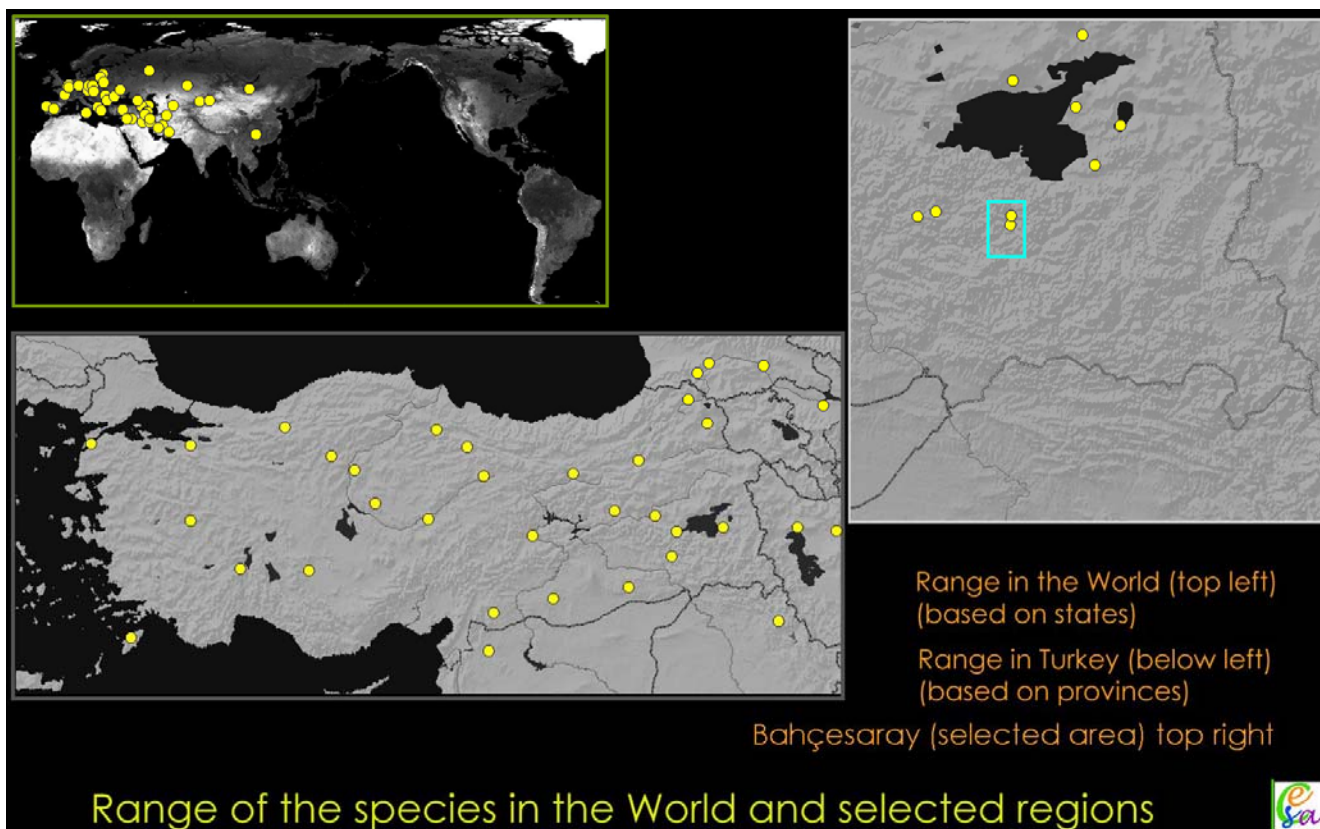 Range in the World (top left)
(based on states)
Range in Turkey (below left)
(based on provinces)
Bahçesaray (selected area) top right
Range of the species in the World and selected regions
esa